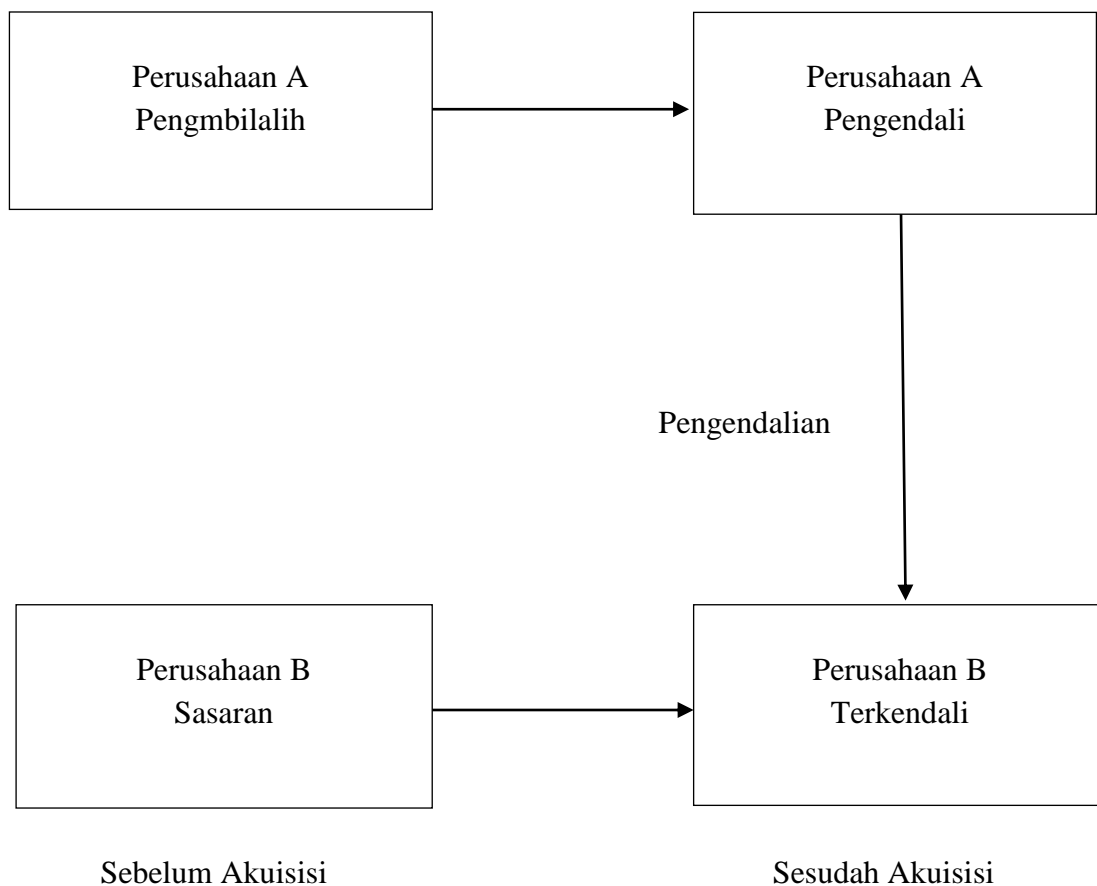 Perusahaan A
Pengmbilalih
Perusahaan A
Pengendali
Pengendalian
Perusahaan B
Sasaran
Perusahaan B
Terkendali
Sebelum Akuisisi
Sesudah Akuisisi